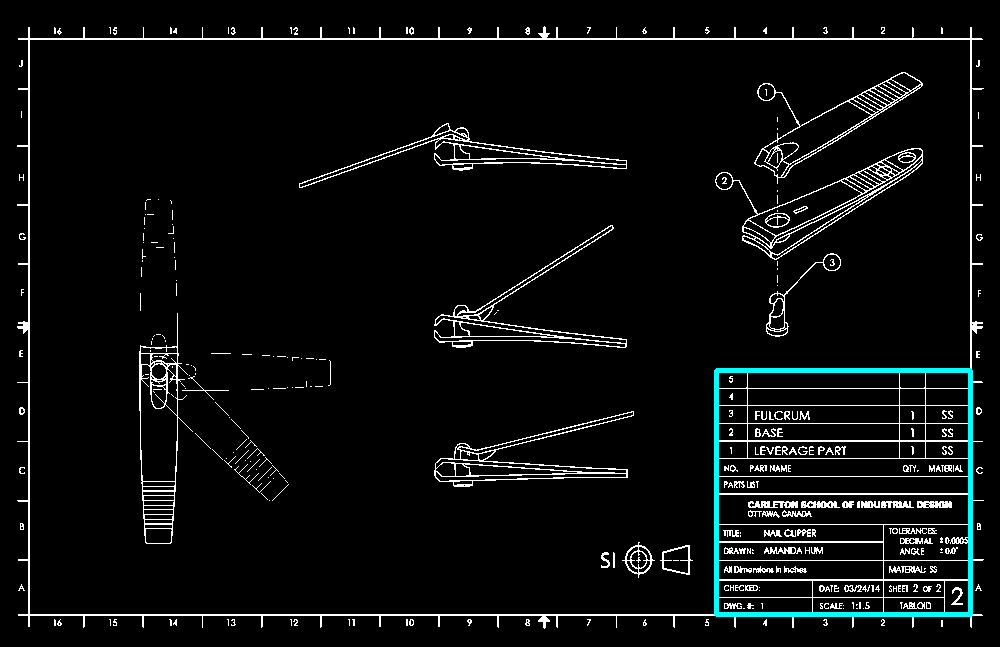 16 15 14 13 12 11 10 9 8 7 6 5 4 3 2 1
J J
I I
H H
G G
F F
E E
D D
C C
B B
A A
1
2
3
5
4
3 FULCRUM 1 SS
2 BASE 1 SS
1 LEVERAGE PART 1 SS
NO. PART NAME QTY. MATERIAL
PARTS LIST
CARLETON SCHOOL OF INDUSTRIAL DESIGN
OTTAWA, CANADA
TITLE: NAIL CLIPPER
TOLERANCES:
DECIMAL ±0.0005
ANGLE ±0.0°
DRAWN: AMANDA HUM
All Dimensions in Inches
MATERIAL: SS
CHECKED: DATE: 03/24/14 SHEET 2 OF 2
DWG. #: 1 SCALE: 1:1.5 TABLOID 2
SI
16 15 14 13 12 11 10 9 8 7 6 5 4 3 2 1